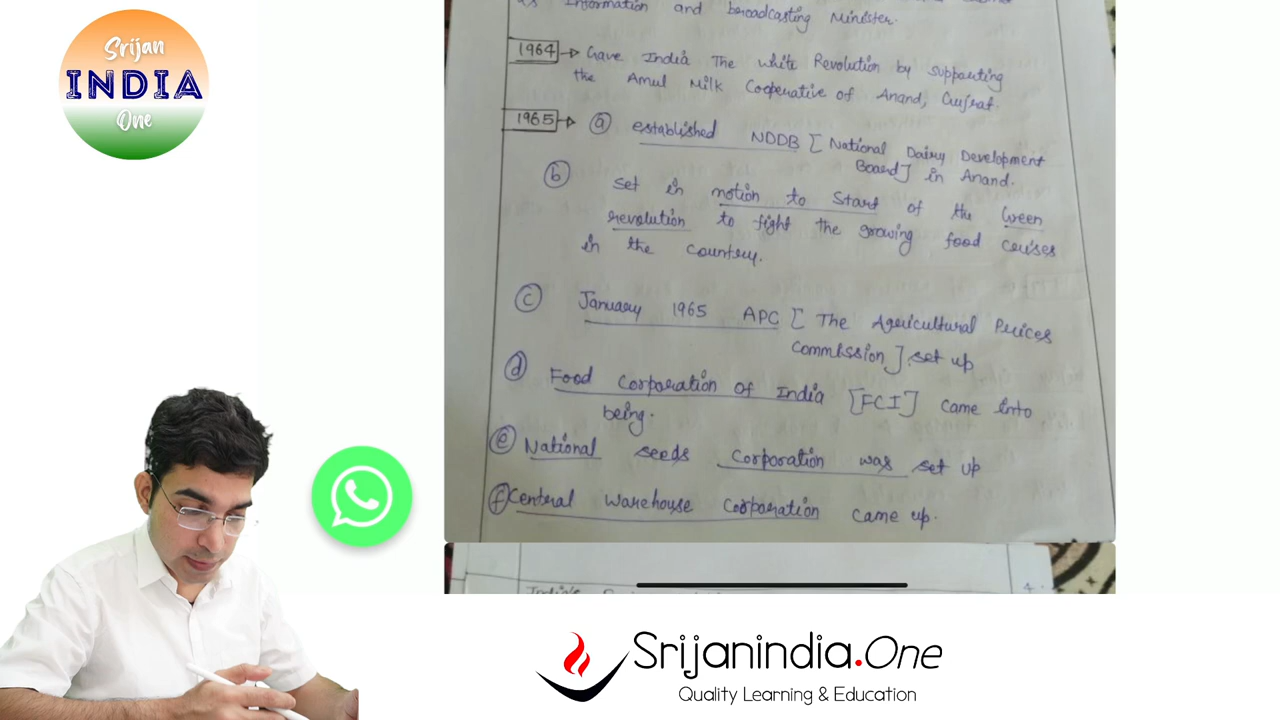 Srijan
INDIA
One
as Information and broadcasting Minister.
1964 → Gave India The white Revolution by supporting
the Amul Milk Cooperative of Anand, Gujrat.
1965 → (a) established NDDB [National Dairy Development
Board] in Anand.
(b) Set in motion to Start of the Green
revolution to fight the growing food crises
in the country.
(c) January 1965 APC [The Agricultural Prices
Commission] set up
(d) Food Corporation of India [FCI] came into
being.
(e) National seeds Corporation was set up
(f) Central Warehouse Corporation came up.
India's
4.
Srijanindia.One
Quality Learning & Education